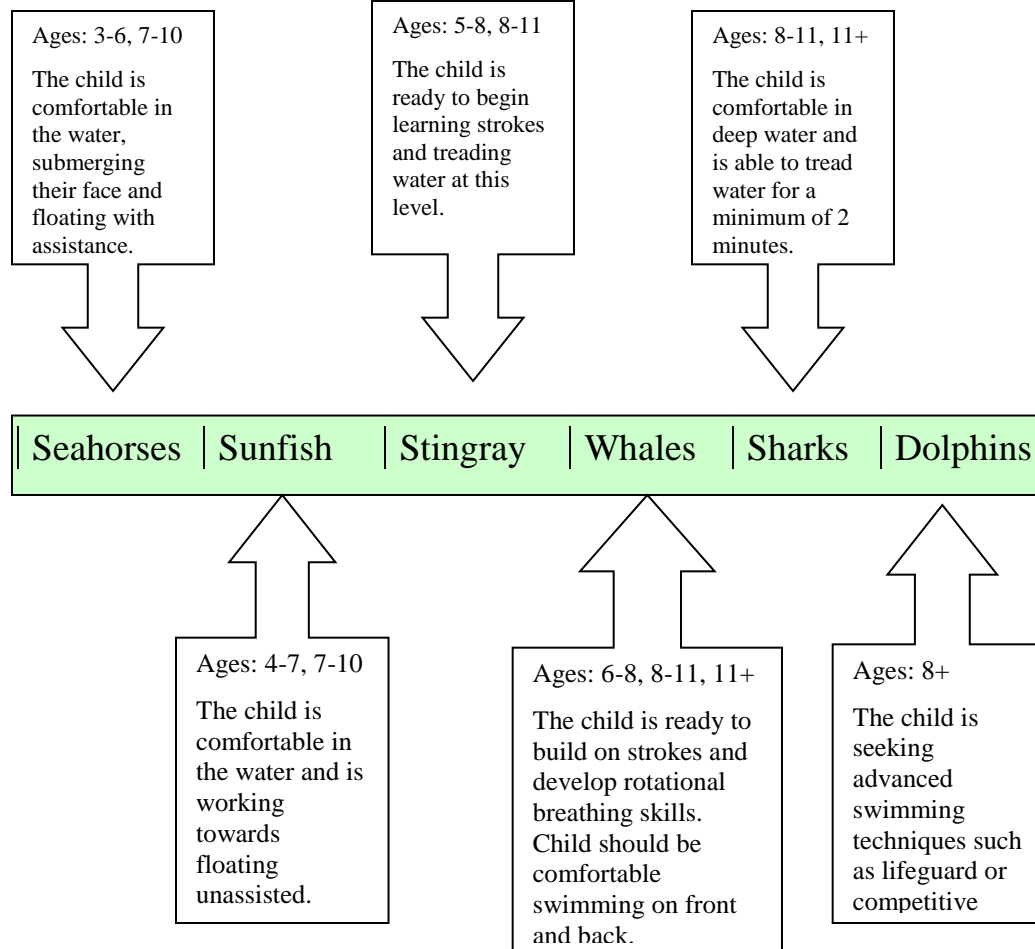 Ages: 3-6, 7-10
The child is
comfortable in
the water,
submerging
their face and
floating with
assistance.
Ages: 5-8, 8-11
The child is
ready to begin
learning strokes
and treading
water at this
level.
Ages: 8-11, 11+
The child is
comfortable in
deep water and
is able to tread
water for a
minimum of 2
minutes.
Seahorses Sunfish Stingray Whales Sharks Dolphins
Ages: 4-7, 7-10
The child is
comfortable in
the water and is
working
towards
floating
unassisted.
Ages: 6-8, 8-11, 11+
The child is ready to
build on strokes and
develop rotational
breathing skills.
Child should be
comfortable
swimming on front
and back.
Ages: 8+
The child is
seeking
advanced
swimming
techniques such
as lifeguard or
competitive